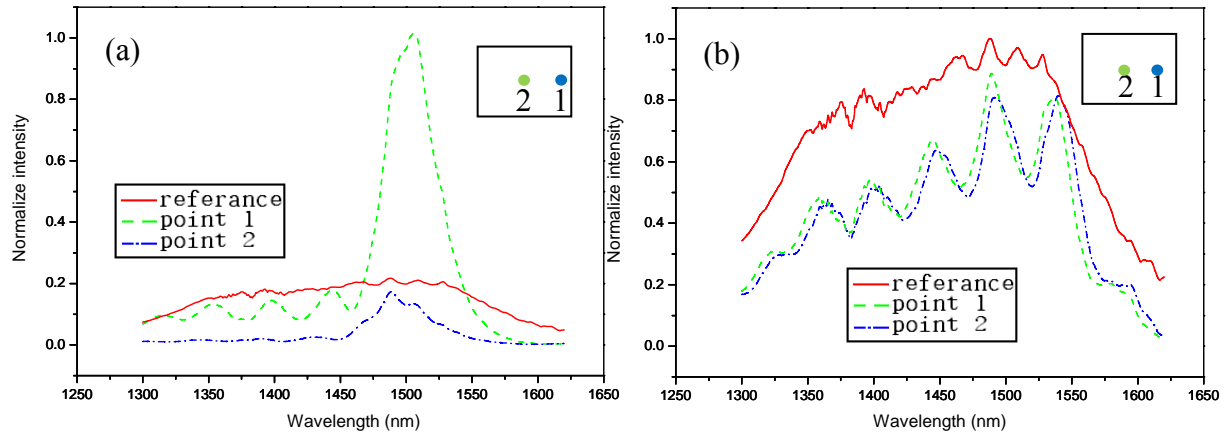 (a)
Normalize intensity
1.0
0.8
0.6
0.4
0.2
0.0
referance
point 1
point 2
2 1
1250 1300 1350 1400 1450 1500 1550 1600 1650
Wavelength (nm)
(b)
Normalize intensity
1.0
0.8
0.6
0.4
0.2
0.0
2 1
referance
point 1
point 2
1250 1300 1350 1400 1450 1500 1550 1600 1650
Wavelength (nm)